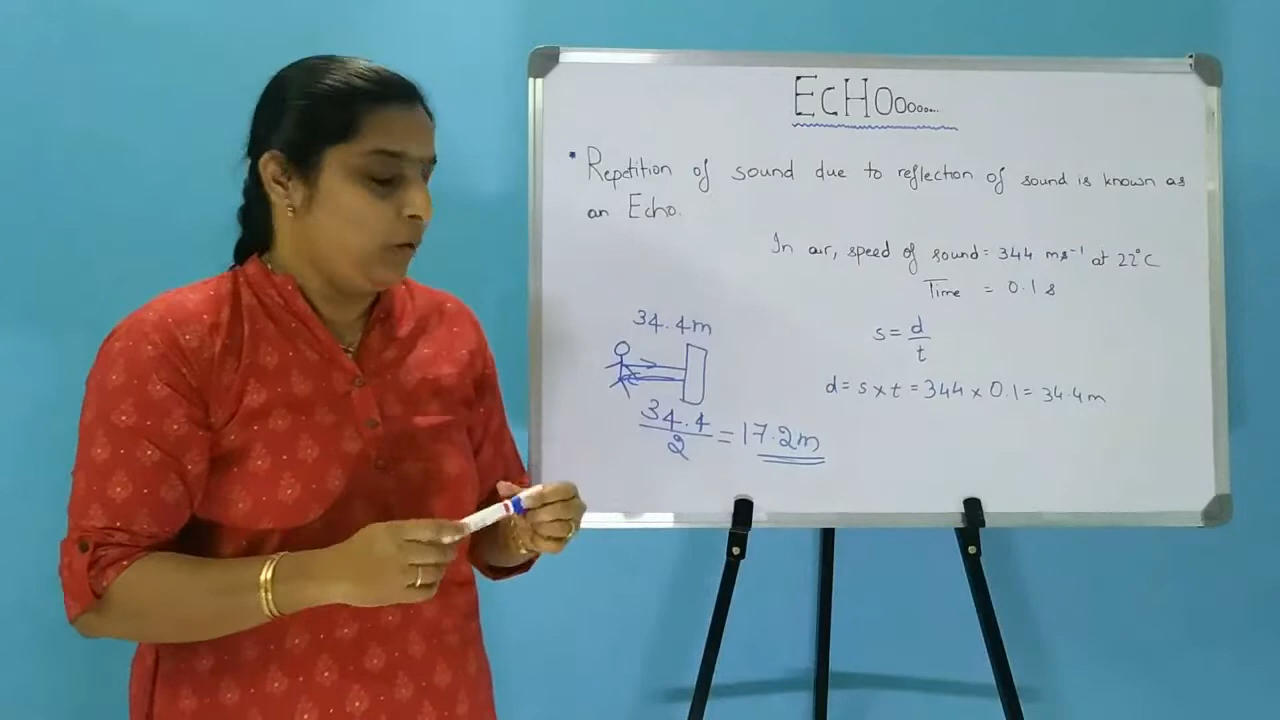 ECHOoooo....
• Repetition of sound due to reflection of sound is known as
an Echo.
In air, speed of sound = 344 ms⁻¹ at 22°C
Time = 0.1 s
s = d/t
d = s x t = 344 x 0.1 = 34.4m
34.4m
34.4/2 = 17.2m